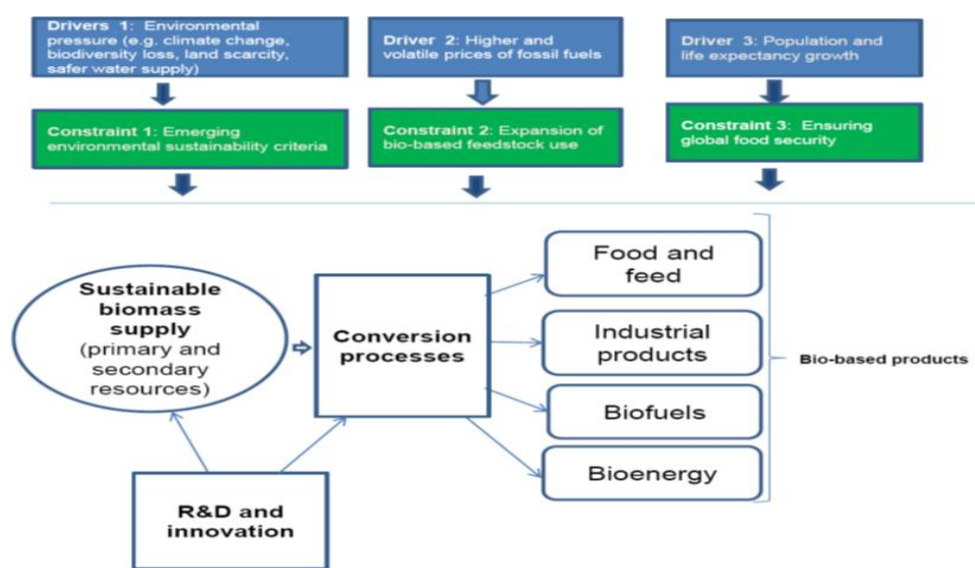 Drivers 1: Environmental
pressure (e.g. climate change,
biodiversity loss, land scarcity,
safer water supply)
Driver 2: Higher and
volatile prices of fossil fuels
Driver 3: Population and
life expectancy growth
Constraint 1: Emerging
environmental sustainability criteria
Constraint 2: Expansion of
bio-based feedstock use
Constraint 3: Ensuring
global food security
Sustainable
biomass
supply
(primary and
secondary
resources)
Conversion
processes
Food and
feed
Industrial
products
Biofuels
Bioenergy
Bio-based products
R&D and
innovation